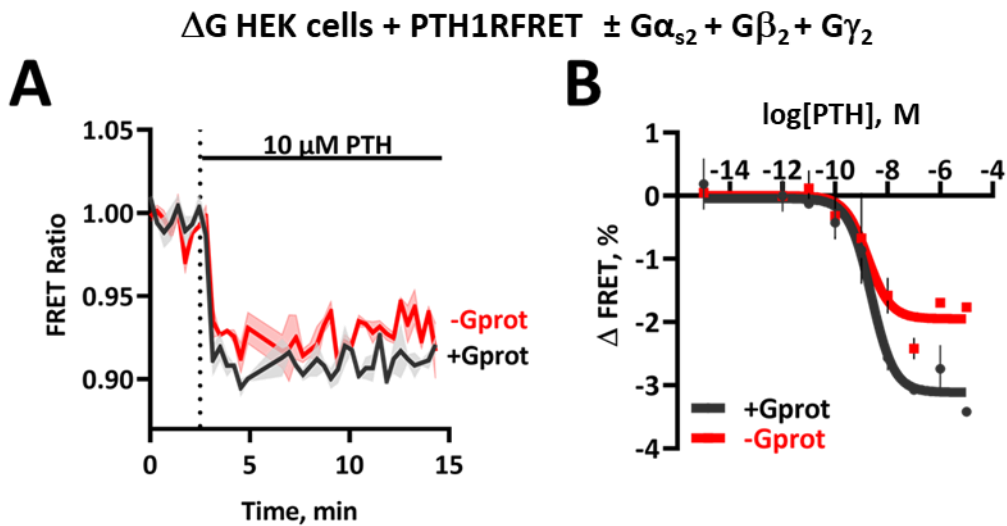 ΔG HEK cells + PTH1RFRET ± Gαs2 + Gβ2 + Gγ2
A
1.05
1.00
0.95
0.90
FRET Ratio
10 μM PTH
-Gprot
+Gprot
0
5
10
15
Time, min
B
log[PTH], M
-14
-12
-10
-8
-6
-4
1
0
-1
-2
-3
-4
Δ FRET, %
+Gprot
-Gprot